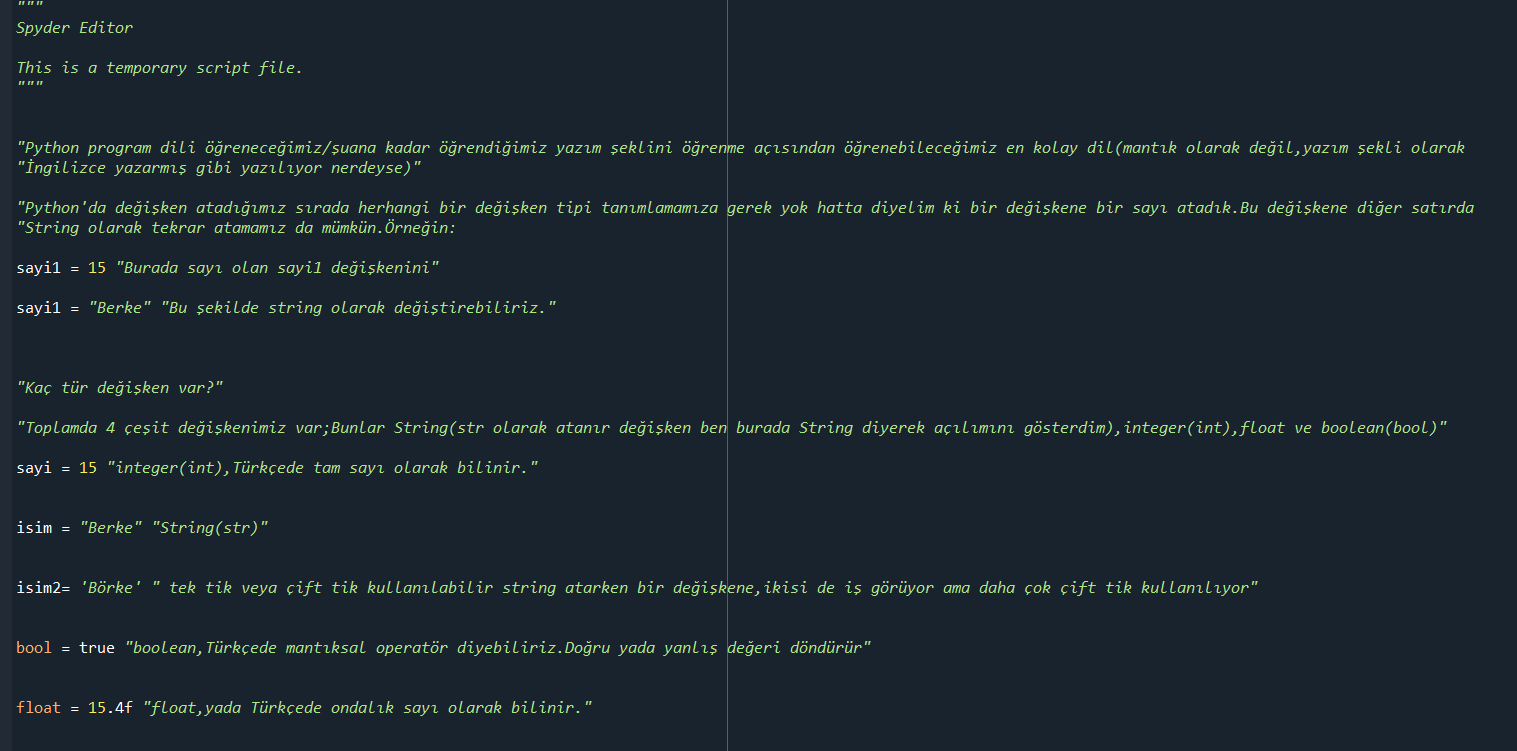 """
Spyder Editor
This is a temporary script file.
"""
"Python program dili öğreneceğimiz/şuana kadar öğrendiğimiz yazım şeklini öğrenme açısından öğrenebileceğimiz en kolay dil(mantık olarak değil,yazım şekli olarak
"İngilizce yazarmış gibi yazılıyor nerdeyse)"
"Python'da değişken atadığımız sırada herhangi bir değişken tipi tanımlamamıza gerek yok hatta diyelim ki bir değişkene bir sayı atadık.Bu değişkene diğer satırda
"String olarak tekrar atamamız da mümkün.Örneğin:
sayi1 = 15 "Burada sayı olan sayi1 değişkenini"
sayi1 = "Berke" "Bu şekilde string olarak değiştirebiliriz."
"Kaç tür değişken var?"
"Toplamda 4 çeşit değişkenimiz var;Bunlar String(str olarak atanır değişken ben burada String diyerek açılımını gösterdim),integer(int),float ve boolean(bool)"
sayi = 15 "integer(int),Türkçede tam sayı olarak bilinir."
isim = "Berke" "String(str)"
isim2= 'Börke' " tek tik veya çift tik kullanılabilir string atarken bir değişkene,ikisi de iş görüyor ama daha çok çift tik kullanılıyor"
bool = true "boolean,Türkçede mantıksal operatör diyebiliriz.Doğru yada yanlış değeri döndürür"
float = 15.4f "float,yada Türkçede ondalık sayı olarak bilinir."